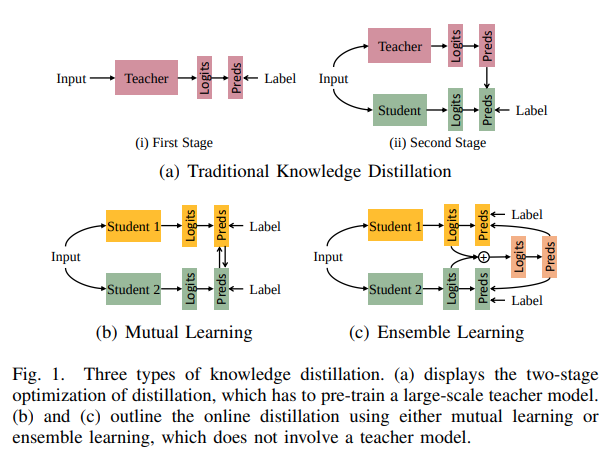 Input Teacher Logits Preds Label
(i) First Stage
Teacher Logits Preds
Input
Student Logits Preds Label
(ii) Second Stage
(a) Traditional Knowledge Distillation
Student 1 Logits Preds Label
Input
Student 2 Logits Preds Label
(b) Mutual Learning
Student 1 Logits Preds Label
Input Logits Preds
Student 2 Logits Preds Label
(c) Ensemble Learning
Fig. 1. Three types of knowledge distillation. (a) displays the two-stage
optimization of distillation, which has to pre-train a large-scale teacher model.
(b) and (c) outline the online distillation using either mutual learning or
ensemble learning, which does not involve a teacher model.